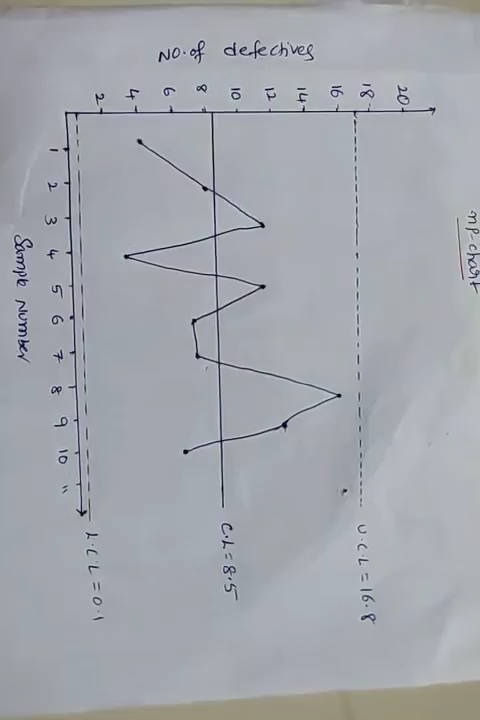 np-chart
No. of defectives
20
18
16
14
12
10
8
6
4
2
1 2 3 4 5 6 7 8 9 10 11
Sample Number
U.C.L = 16.8
C.L = 8.5
L.C.L = 0.1